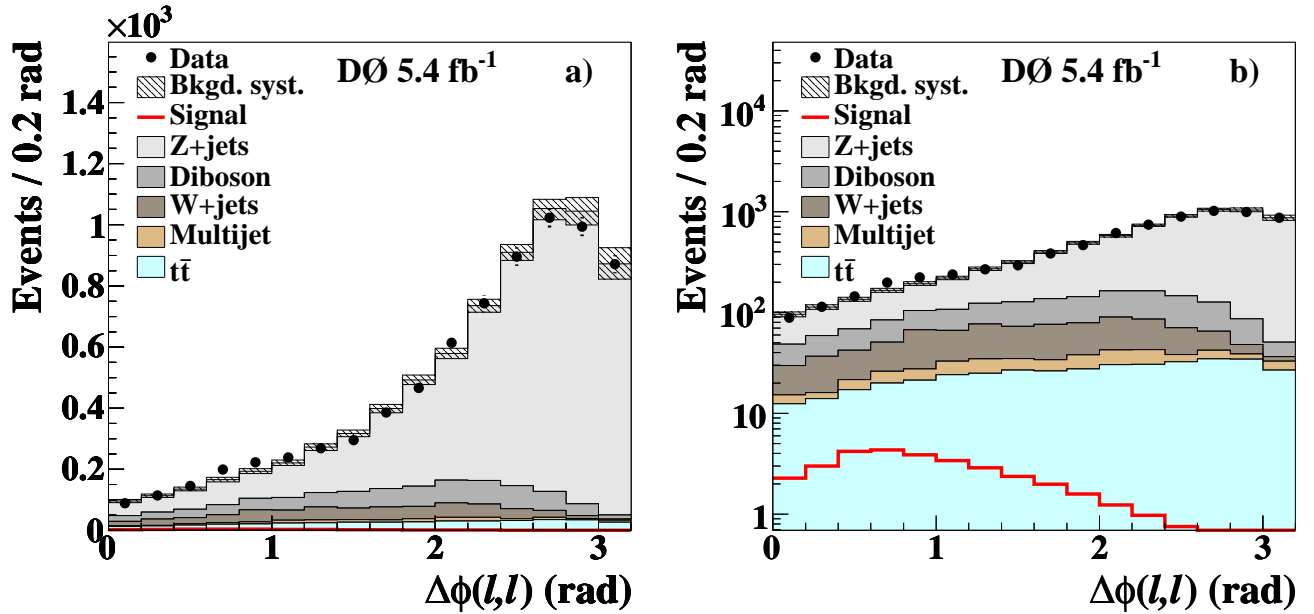 ×10³
Events / 0.2 rad
1.4
1.2
1
0.8
0.6
0.4
0.2
0
Data
Bkgd. syst.
Signal
Z+jets
Diboson
W+jets
Multijet
tt̄
DØ 5.4 fb⁻¹
a)
0 1 2 3
Δϕ(l,l) (rad)
Events / 0.2 rad
10⁴
10³
10²
10
1
Data
Bkgd. syst.
Signal
Z+jets
Diboson
W+jets
Multijet
tt̄
DØ 5.4 fb⁻¹
b)
0 1 2 3
Δϕ(l,l) (rad)